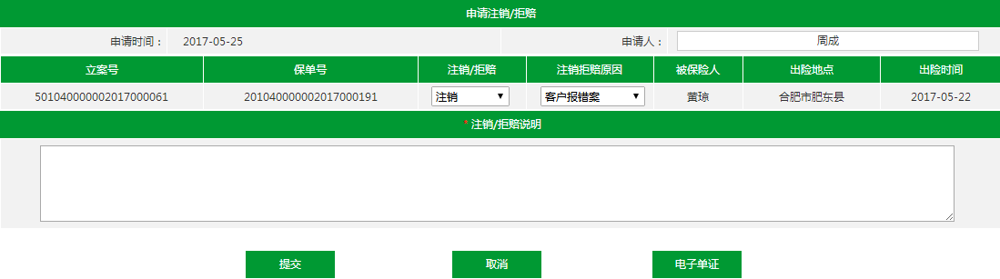 申请注销/拒赔
申请时间： 2017-05-25 申请人： 周成
立案号 保单号 注销/拒赔 注销拒赔原因 被保险人 出险地点 出险时间
501040000002017000061 201040000002017000191 注销 客户报错案 黄琼 合肥市肥东县 2017-05-22
* 注销/拒赔说明
提交 取消 电子单证